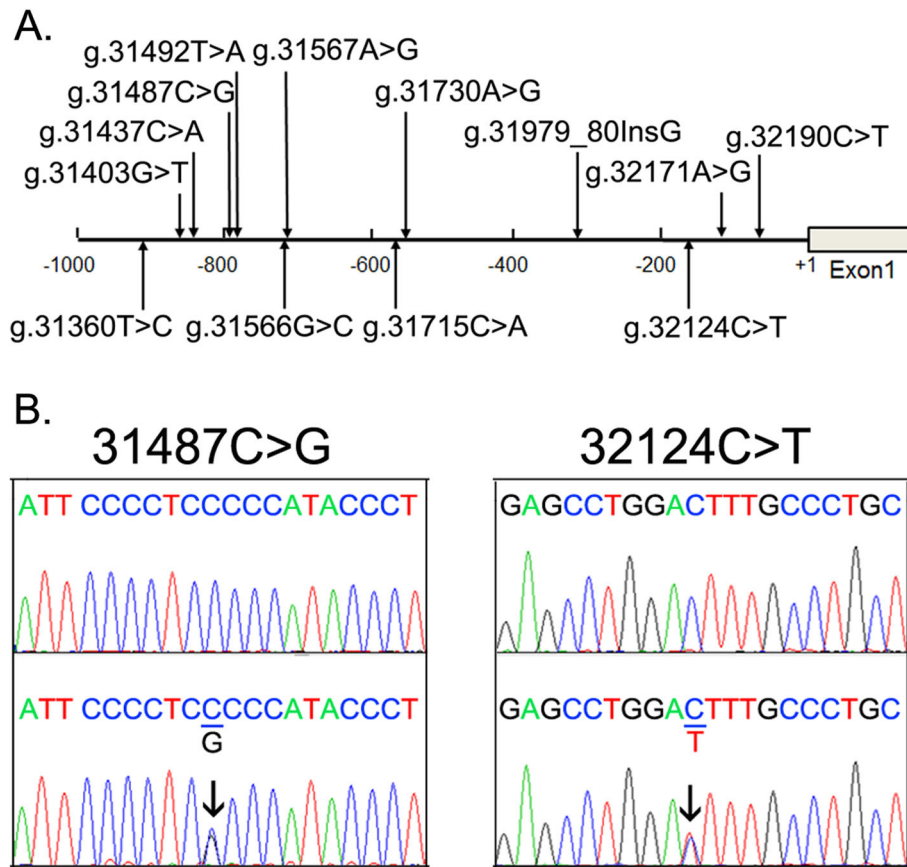 A.
g.31492T>A g.31567A>G
g.31487C>G g.31730A>G
g.31437C>A g.31979_80InsG g.32190C>T
g.31403G>T g.32171A>G
-1000 -800 -600 -400 -200 +1 Exon1
g.31360T>C g.31566G>C g.31715C>A g.32124C>T
B.
31487C>G 32124C>T
ATT CCCCTCCCCCATACCCT GAGCCTGGACTTTGCCCTGC
ATT CCCCTCCCCCATACCCT GAGCCTGGACTTTGCCCTGC
G T